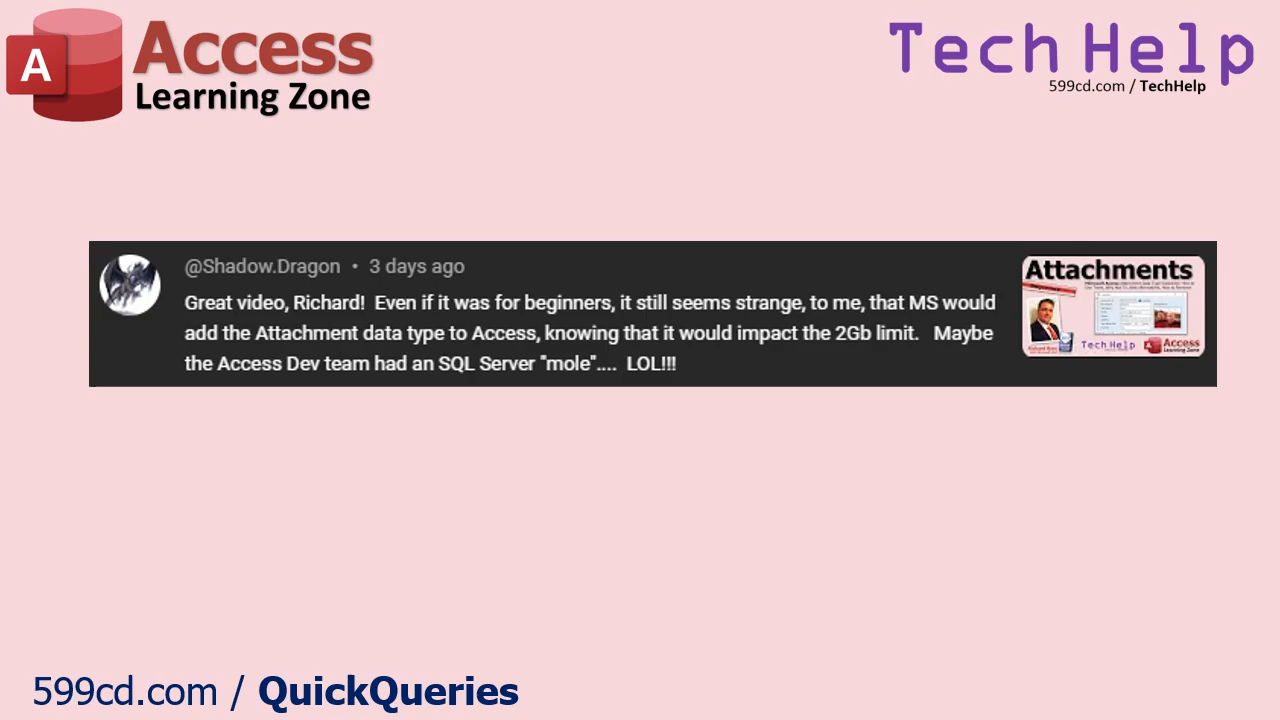 A
Access
Learning Zone
Tech Help
599cd.com / TechHelp
@Shadow.Dragon • 3 days ago
Great video, Richard! Even if it was for beginners, it still seems strange, to me, that MS would
add the Attachment data type to Access, knowing that it would impact the 2Gb limit. Maybe
the Access Dev team had an SQL Server "mole".... LOL!!!
Attachments
Tech Help
Access
Learning Zone
599cd.com / QuickQueries